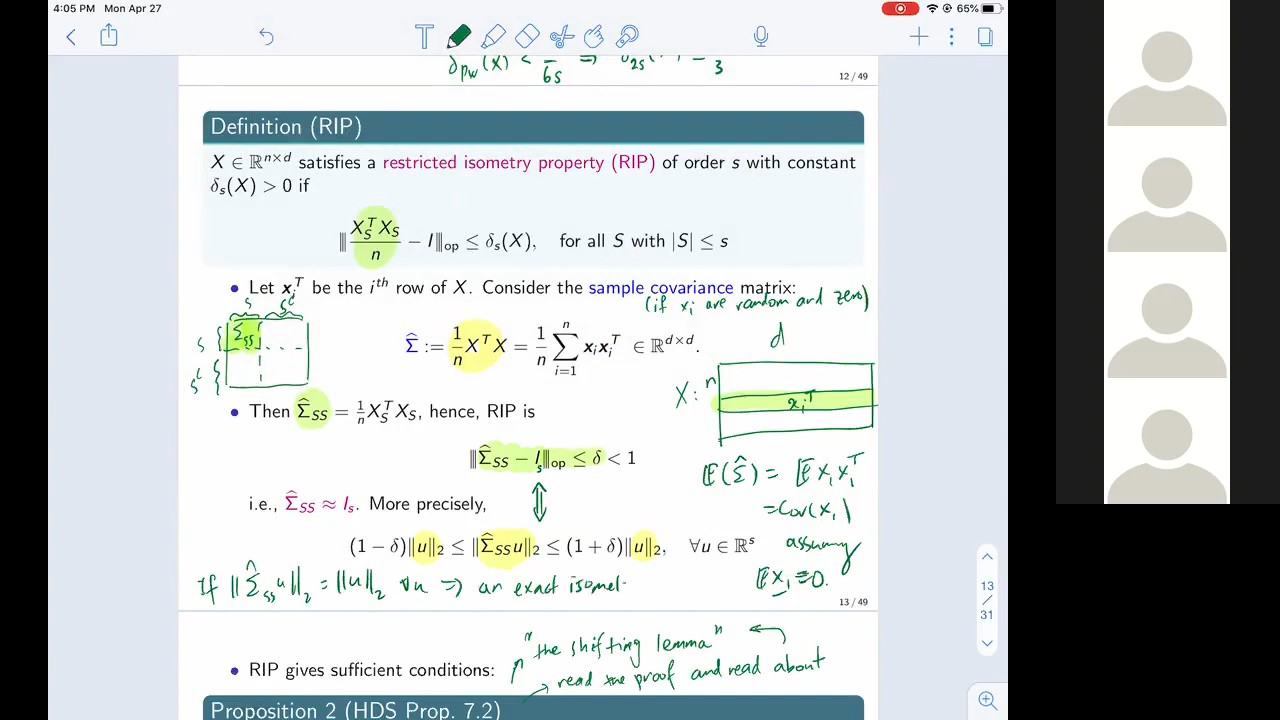 4:05 PM Mon Apr 27
65%
δ_pw(X) < 6s ⇒ 3
12 / 49
Definition (RIP)
X ∈ ℝ^{n×d} satisfies a restricted isometry property (RIP) of order s with constant
δ_s(X) > 0 if
⦀ X_S^T X_S / n − I ⦀_op ≤ δ_s(X), for all S with |S| ≤ s
• Let x_i^T be the i^th row of X. Consider the sample covariance matrix:
(if x_i are random and zero)
s s^c
s Σ_SS
s^c
Σ̂ := 1/n X^T X = 1/n ∑_{i=1}^n x_i x_i^T ∈ ℝ^{d×d}.
d
X: n x_i^T
• Then Σ̂_SS = 1/n X_S^T X_S, hence, RIP is
⦀Σ̂_SS − I_s⦀_op ≤ δ < 1
𝔼(Σ̂) = 𝔼 x_1 x_1^T
= Cov(x_1)
i.e., Σ̂_SS ≈ I_s. More precisely,
(1 − δ)‖u‖_2 ≤ ‖Σ̂_SS u‖_2 ≤ (1 + δ)‖u‖_2, ∀u ∈ ℝ^s
assuming
𝔼x_1 = 0.
If ‖Σ̂_SS u‖_2 = ‖u‖_2 ∀u ⇒ an exact isomet
13 / 49
13
/
31
"the shifting lemma"
• RIP gives sufficient conditions:
read the proof and read about
Proposition 2 (HDS Prop. 7.2)